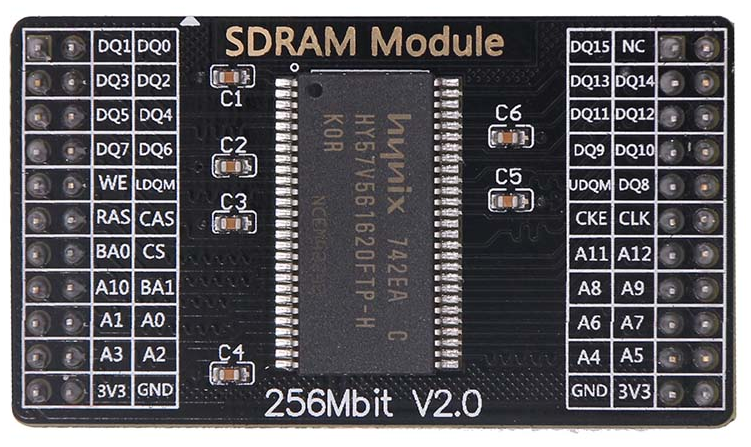 SDRAM Module
DQ1 DQ0
DQ3 DQ2
DQ5 DQ4
DQ7 DQ6
WE LDQM
RAS CAS
BA0 CS
A10 BA1
A1 A0
A3 A2
3V3 GND
C1
C2
C3
C4
hynix 742EA C
HY57V561620FTP-H
KOR
C6
C5
DQ15 NC
DQ13 DQ14
DQ11 DQ12
DQ9 DQ10
UDQM DQ8
CKE CLK
A11 A12
A8 A9
A6 A7
A4 A5
GND 3V3
256Mbit V2.0